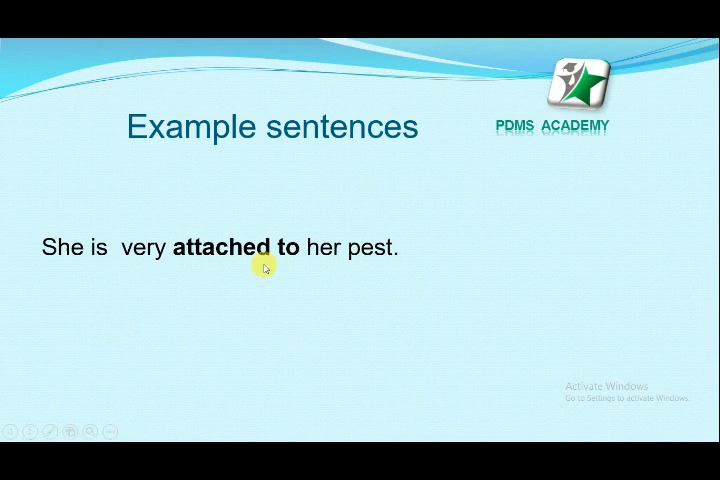 PDMS ACADEMY
Example sentences
She is very attached to her pest.
Activate Windows
Go to Settings to activate Windows.